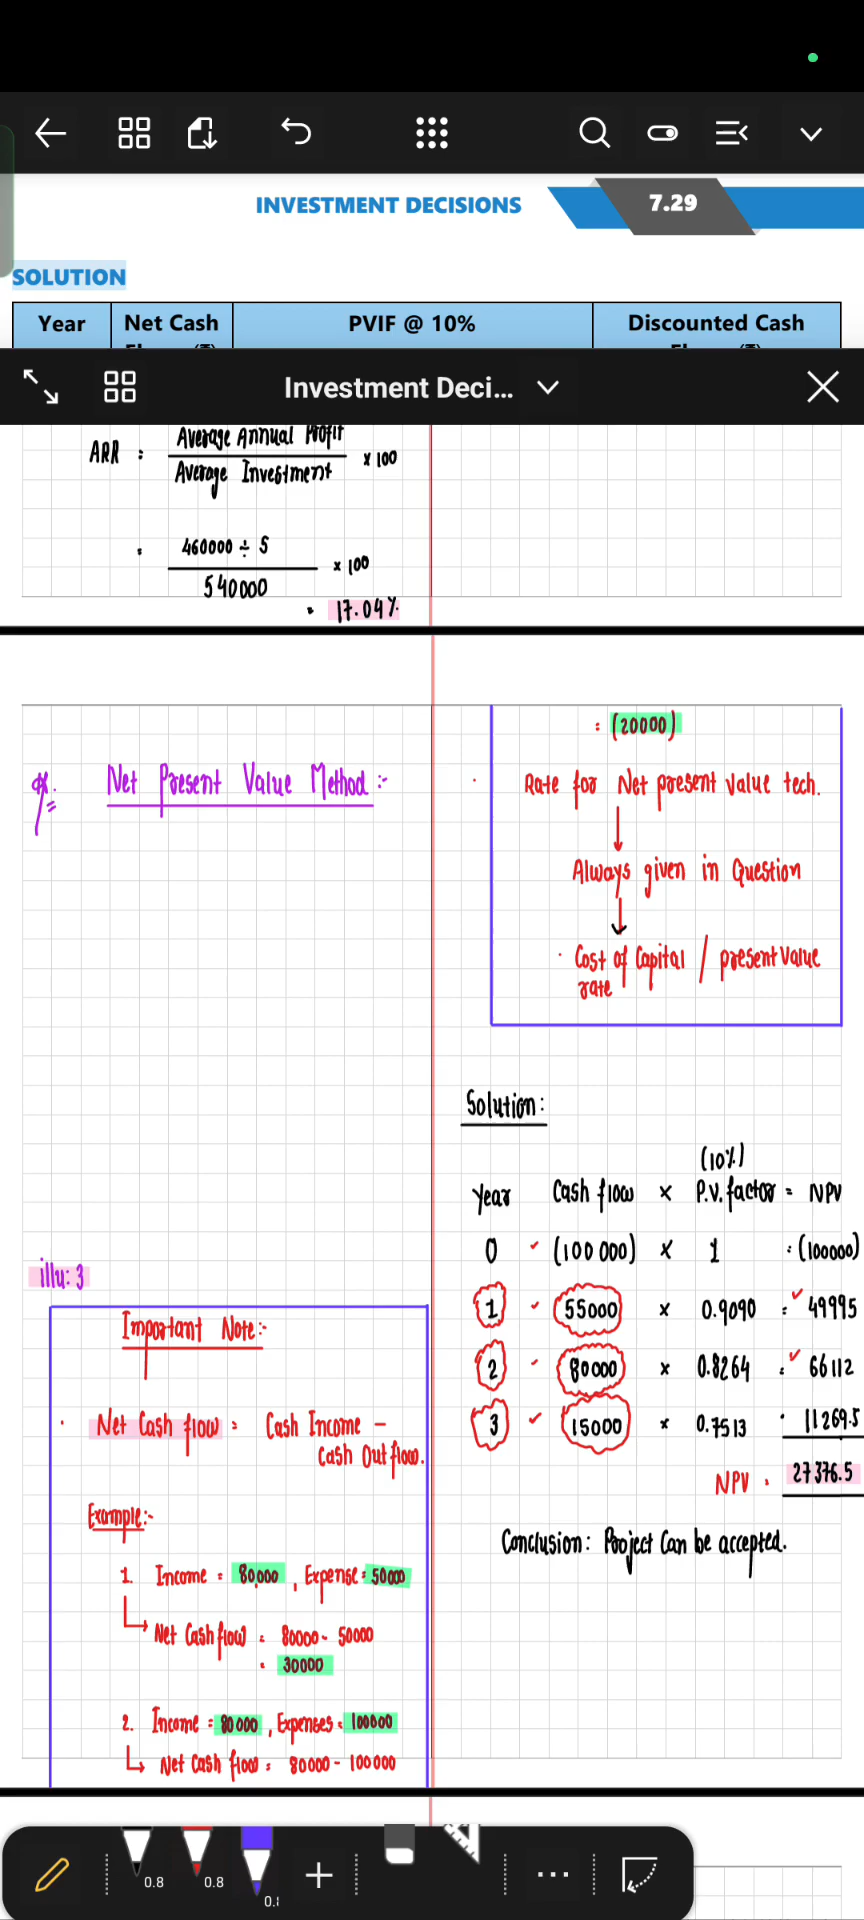 INVESTMENT DECISIONS 7.29
SOLUTION
Year Net Cash PVIF @ 10% Discounted Cash
Investment Deci...
ARR = Average Annual Profit
Average Investment × 100
= 460000 ÷ 5
540000 × 100
= 17.04%
Net Present Value Method :-
illu: 3
Important Note:-
Net Cash flow = Cash Income -
Cash Outflow.
Example:-
1. Income = 80,000, Expense = 50000
Net Cash flow = 80000 - 50000
= 30000
2. Income = 80000, Expenses = 100000
Net Cash flow = 80000 - 100000
= (20000)
Rate for Net present value tech.
Always given in Question
Cost of Capital / present Value
rate
Solution:
(10%)
Year Cash flow × P.V. factor = NPV
0 (100000) × 1 = (100000)
1 55000 × 0.9090 = 49995
2 80000 × 0.8264 = 66112
3 15000 × 0.7513 = 11269.5
NPV = 27376.5
Conclusion: Project Can be accepted.
0.8 0.8